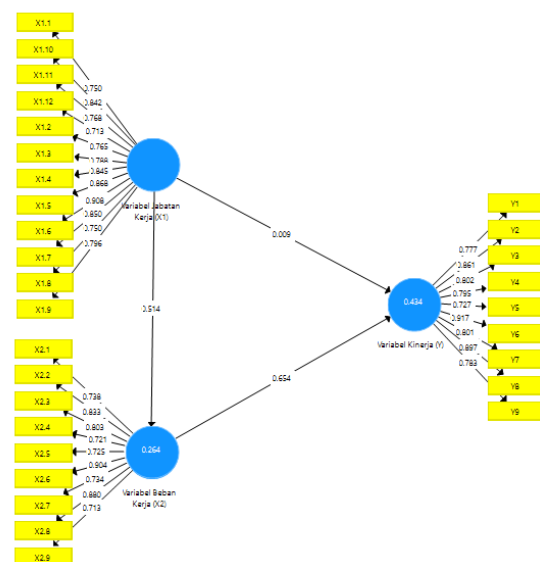 X1.1
X1.10
X1.11
X1.12
X1.2
X1.3
X1.4
X1.5
X1.6
X1.7
X1.8
X1.9
0.750
0.842
0.768
0.713
0.765
0.788
0.845
0.868
0.908
0.850
0.750
0.796
Variabel Jabatan
Kerja (X1)
0.009
0.514
0.654
X2.1
X2.2
X2.3
X2.4
X2.5
X2.6
X2.7
X2.8
X2.9
0.738
0.833
0.803
0.721
0.725
0.904
0.734
0.880
0.713
0.264
Variabel Beban
Kerja (X2)
0.434
Variabel Kinerja (Y)
0.777
0.861
0.802
0.795
0.727
0.917
0.801
0.897
0.783
Y1
Y2
Y3
Y4
Y5
Y6
Y7
Y8
Y9